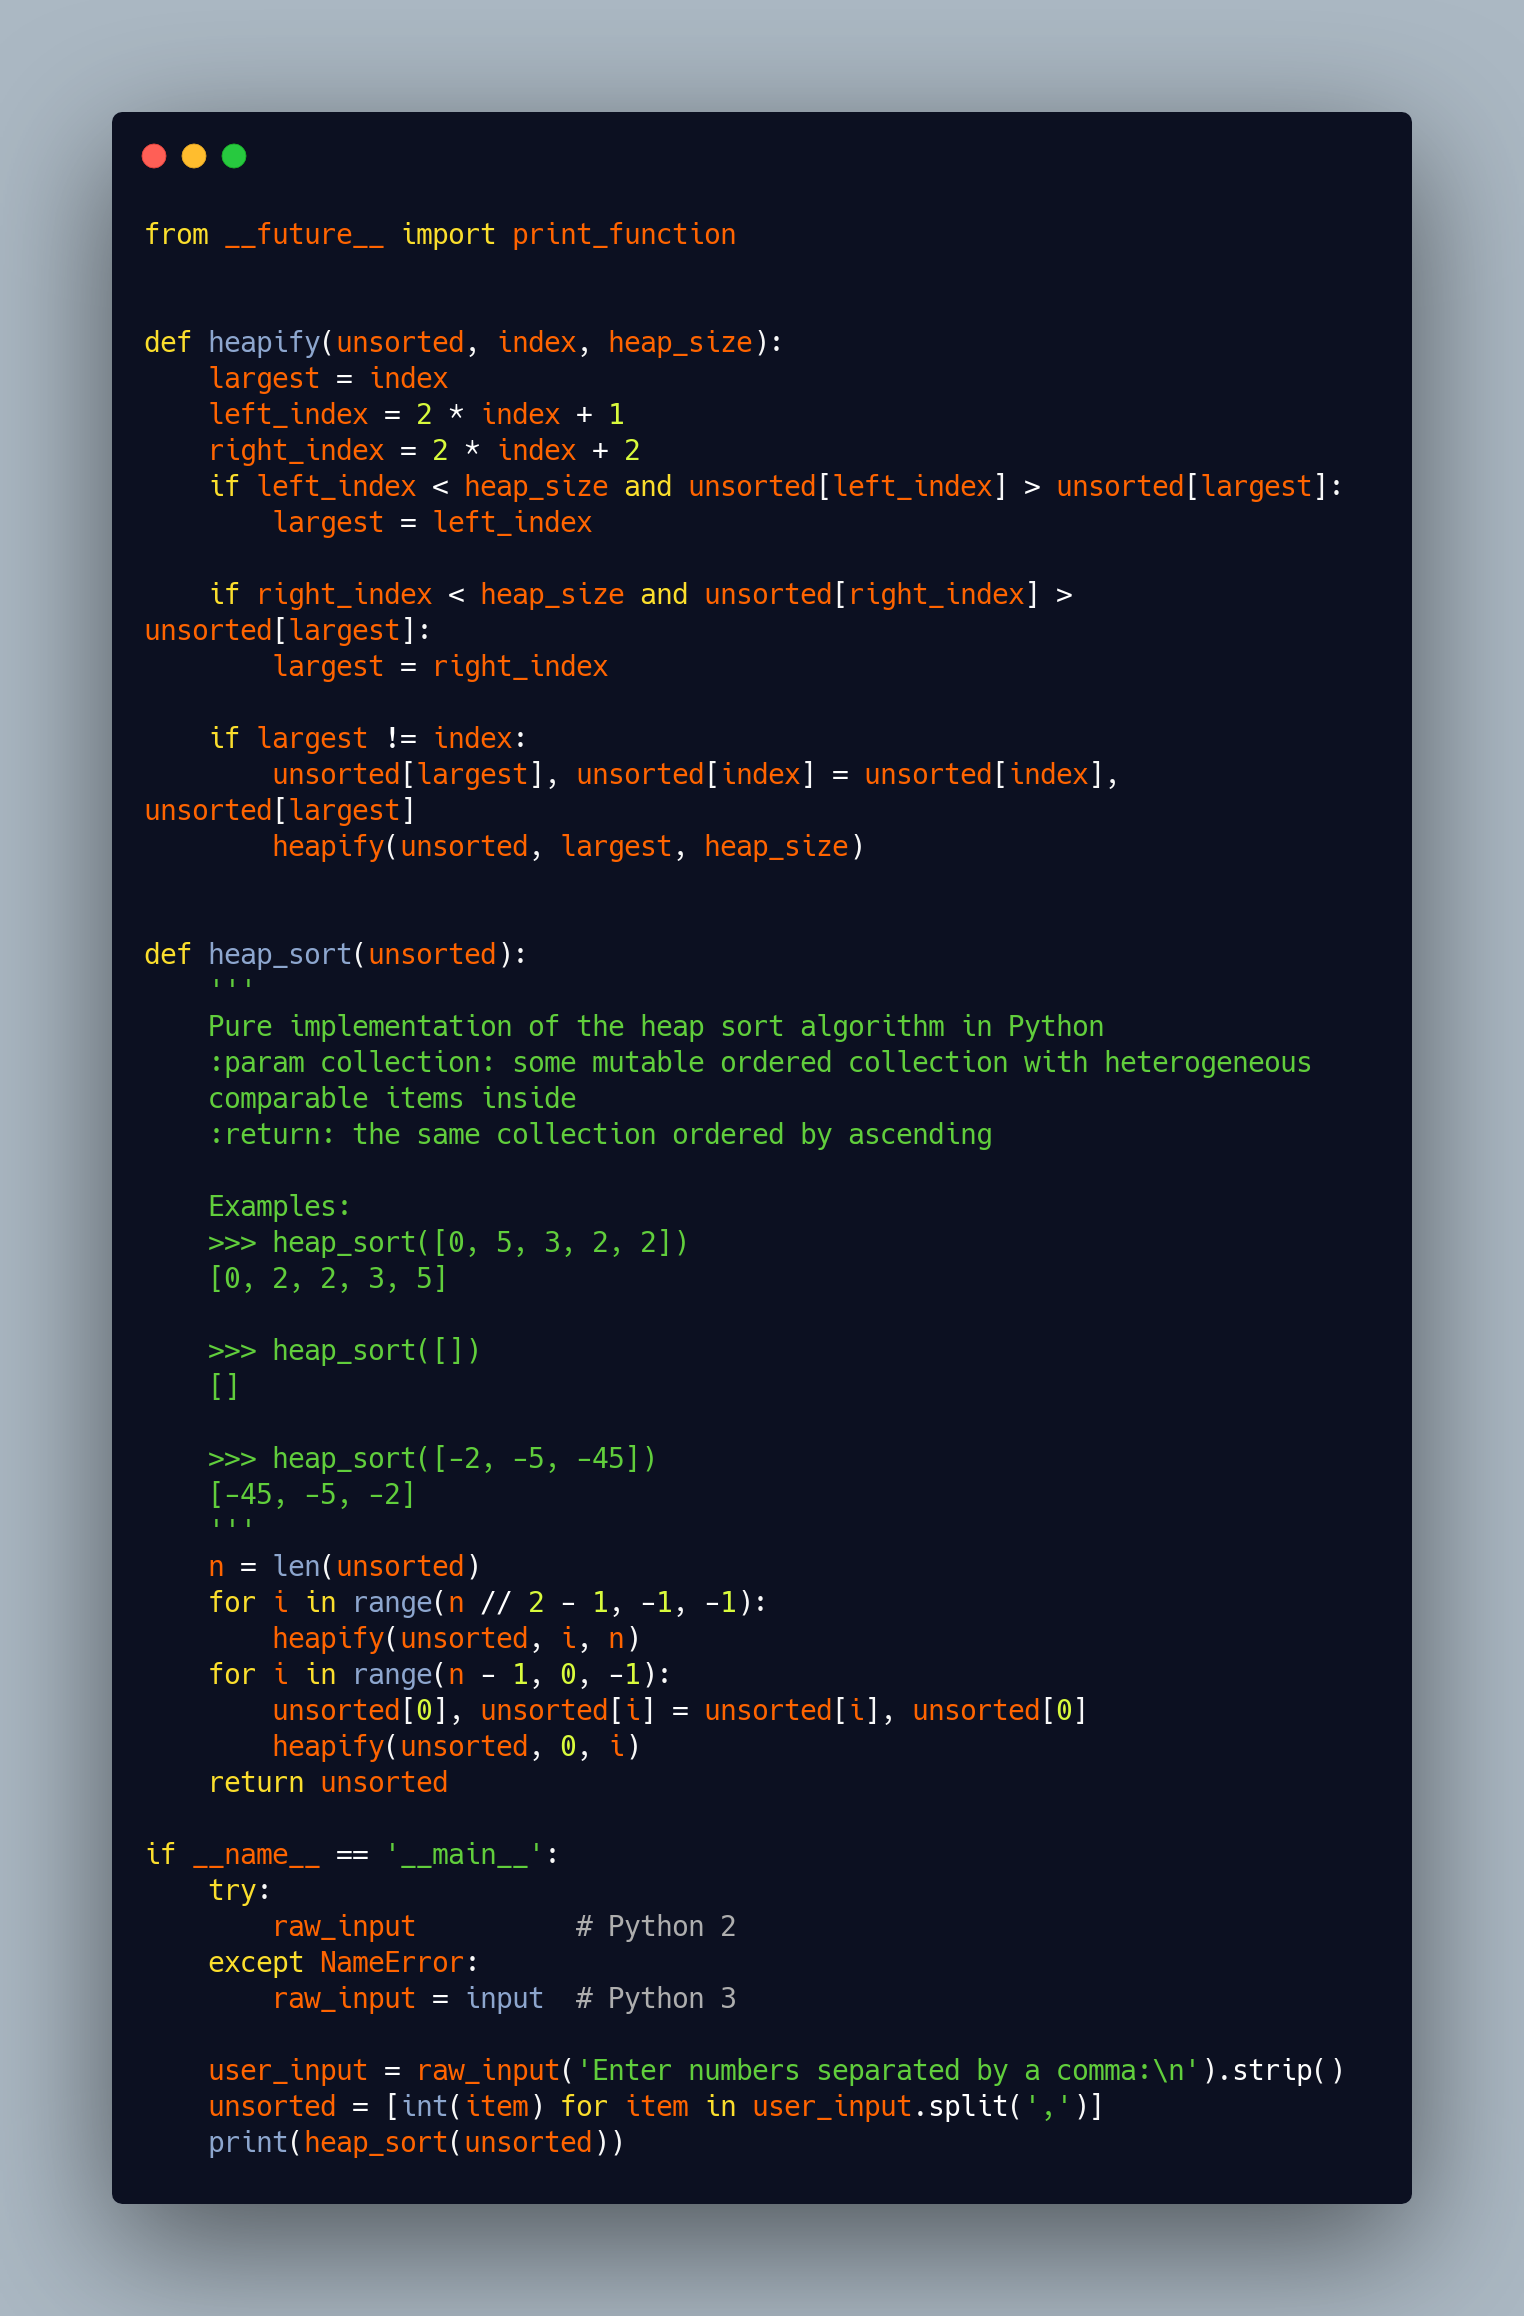 from __future__ import print_function


def heapify(unsorted, index, heap_size):
    largest = index
    left_index = 2 * index + 1
    right_index = 2 * index + 2
    if left_index < heap_size and unsorted[left_index] > unsorted[largest]:
        largest = left_index

    if right_index < heap_size and unsorted[right_index] >
unsorted[largest]:
        largest = right_index

    if largest != index:
        unsorted[largest], unsorted[index] = unsorted[index],
unsorted[largest]
        heapify(unsorted, largest, heap_size)


def heap_sort(unsorted):
    '''
    Pure implementation of the heap sort algorithm in Python
    :param collection: some mutable ordered collection with heterogeneous
    comparable items inside
    :return: the same collection ordered by ascending

    Examples:
    >>> heap_sort([0, 5, 3, 2, 2])
    [0, 2, 2, 3, 5]

    >>> heap_sort([])
    []

    >>> heap_sort([-2, -5, -45])
    [-45, -5, -2]
    '''
    n = len(unsorted)
    for i in range(n // 2 - 1, -1, -1):
        heapify(unsorted, i, n)
    for i in range(n - 1, 0, -1):
        unsorted[0], unsorted[i] = unsorted[i], unsorted[0]
        heapify(unsorted, 0, i)
    return unsorted

if __name__ == '__main__':
    try:
        raw_input          # Python 2
    except NameError:
        raw_input = input  # Python 3

    user_input = raw_input('Enter numbers separated by a comma:\n').strip()
    unsorted = [int(item) for item in user_input.split(',')]
    print(heap_sort(unsorted))